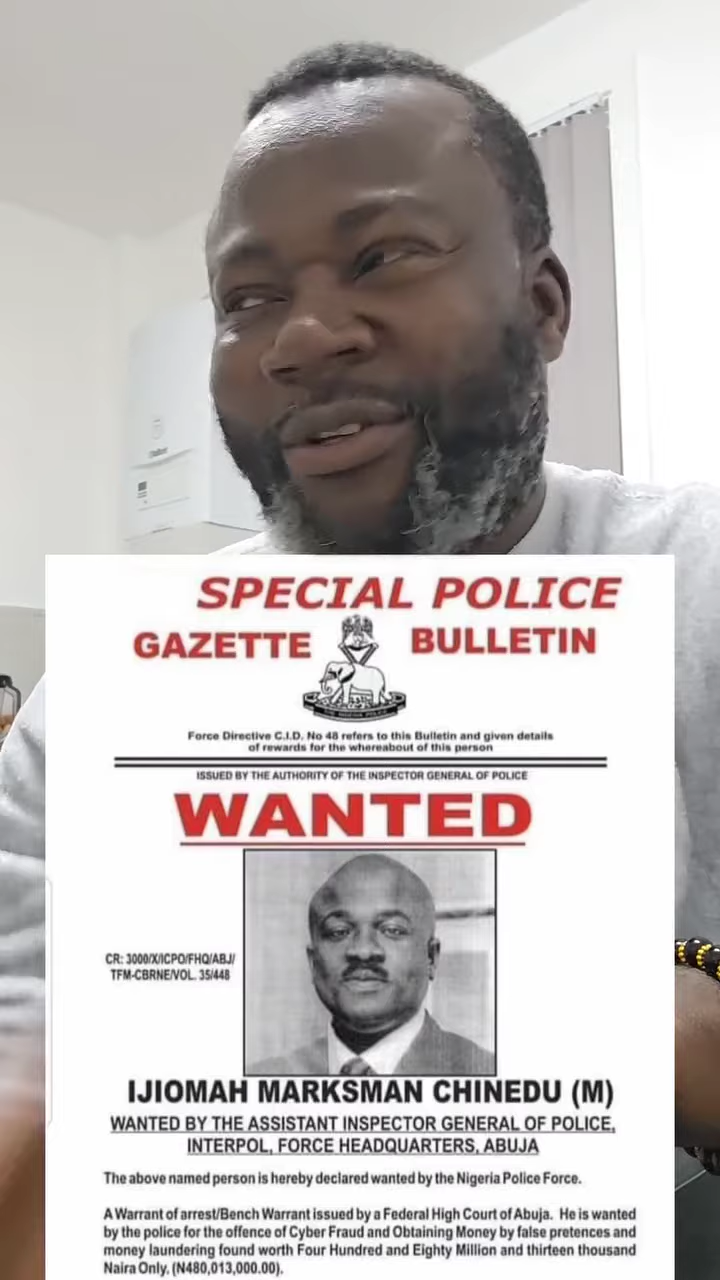 SPECIAL POLICE
GAZETTE BULLETIN
Force Directive C.I.D. No 48 refers to this Bulletin and given details
of rewards for the whereabout of this person
ISSUED BY THE AUTHORITY OF THE INSPECTOR GENERAL OF POLICE
WANTED
CR: 3000/X/ICPO/FHQ/ABJ/
TFM-CBRNE/VOL. 35/448
IJIOMAH MARKSMAN CHINEDU (M)
WANTED BY THE ASSISTANT INSPECTOR GENERAL OF POLICE,
INTERPOL, FORCE HEADQUARTERS, ABUJA
The above named person is hereby declared wanted by the Nigeria Police Force.
A Warrant of arrest/Bench Warrant issued by a Federal High Court of Abuja. He is wanted
by the police for the offence of Cyber Fraud and Obtaining Money by false pretences and
money laundering found worth Four Hundred and Eighty Million and thirteen thousand
Naira Only. (N480,013,000.00).